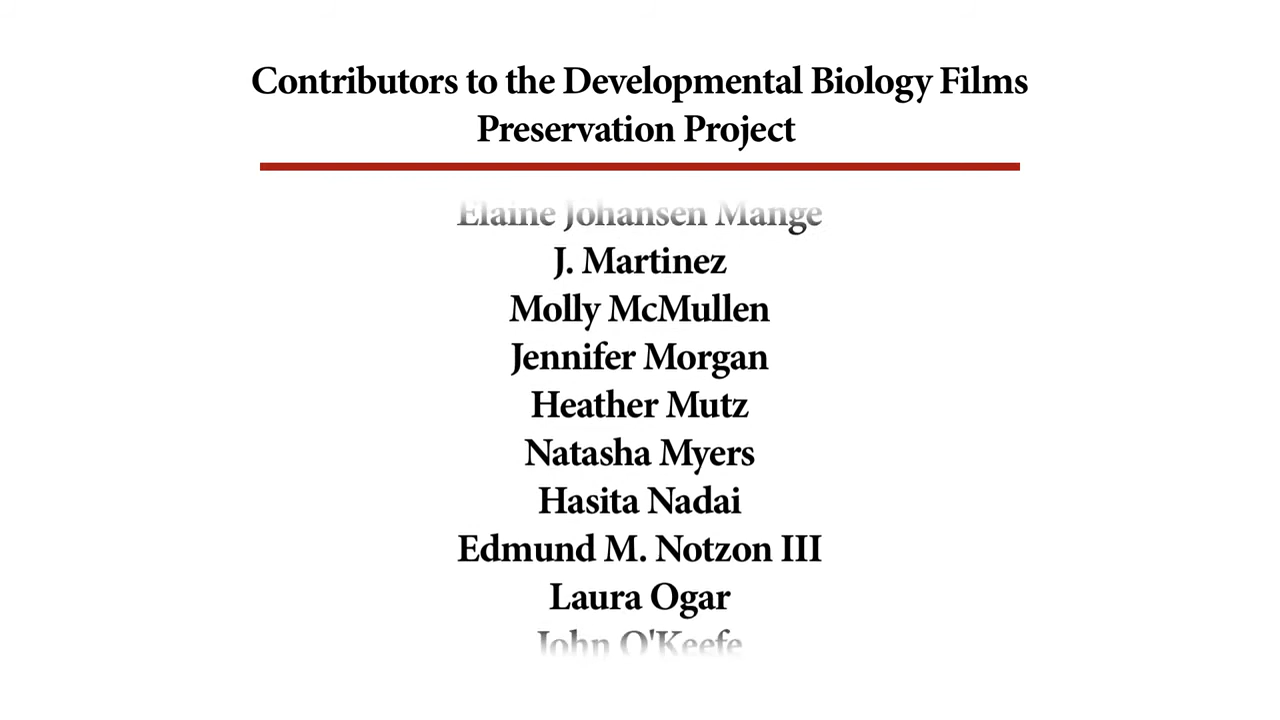 Contributors to the Developmental Biology Films
Preservation Project
Elaine Johansen Mange
J. Martinez
Molly McMullen
Jennifer Morgan
Heather Mutz
Natasha Myers
Hasita Nadai
Edmund M. Notzon III
Laura Ogar
John O'Keefe